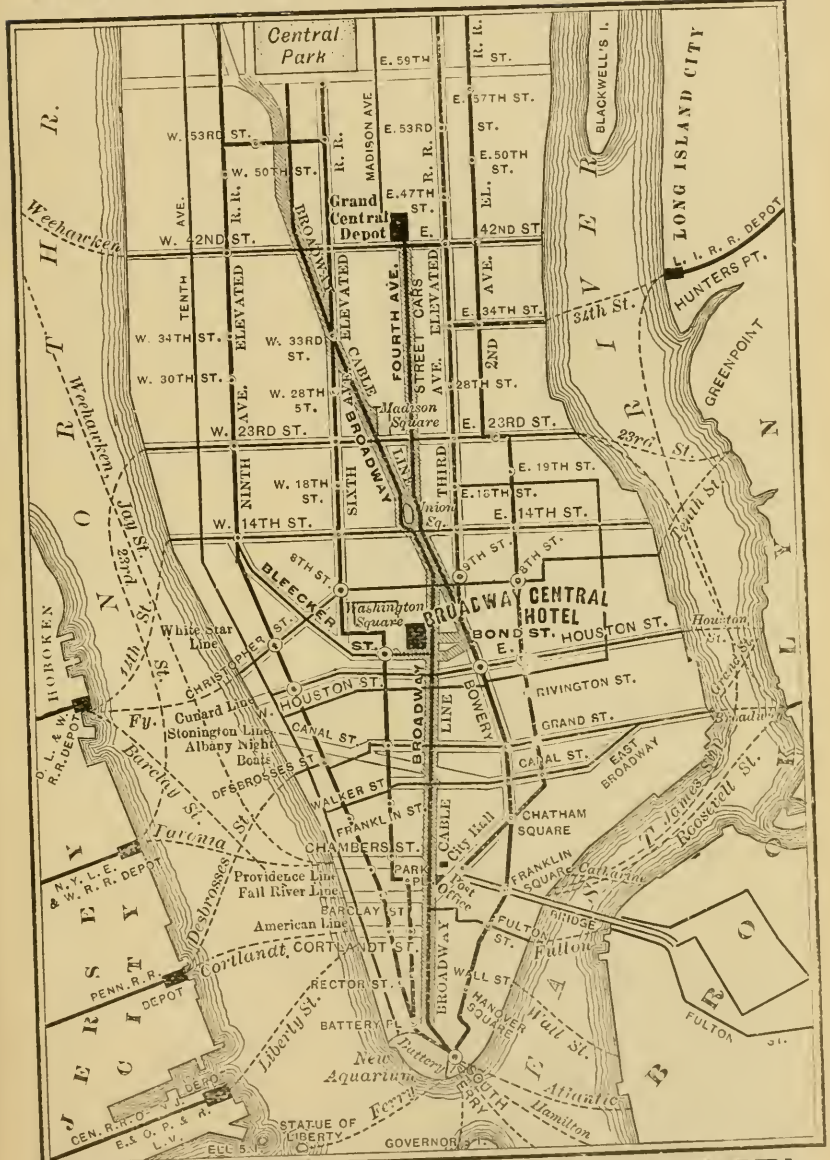 Central
Park
E. 59TH ST.
R. R.
R. R.
R. R.
BLACKWELL'S I.
LONG ISLAND CITY
MADISON AVE
E. 57TH ST.
W. 53RD ST.
E. 53RD ST.
W. 50TH ST.
E. 50TH ST.
E. 47TH ST.
Grand
Central
Depot
Weehawken
W. 42ND ST.
E. 42ND ST.
L. I. R. R. DEPOT
HUNTERS PT.
TENTH AVE.
NINTH AVE. ELEVATED R. R.
SIXTH AVE ELEVATED
BROADWAY
CABLE LINE
FOURTH AVE.
STREET CARS
THIRD AVE. ELEVATED
2ND AVE. EL.
W. 34TH ST.
W. 33RD ST.
E. 34TH ST.
34th St.
GREENPOINT
W. 30TH ST.
W. 28TH ST.
28TH ST.
Madison
Square
W. 23RD ST.
E. 23RD ST.
23rd St
W. 18TH ST.
E. 19TH ST.
E. 18TH ST.
Union
Sq.
W. 14TH ST.
E. 14TH ST.
Tenth St.
Weehawken,
Jay St.
23rd St.
14th St.
NORTH R.
RIVER
EAST
8TH ST.
9TH ST.
8TH ST.
BLEECKER ST.
Washington
Square
BROADWAY CENTRAL
HOTEL
BOND ST.
E. HOUSTON ST.
Houston St.
HOBOKEN
White Star
Line
CHRISTOPHER ST.
D. L. & W.
R.R. DEPOT
Fy.
W. HOUSTON ST.
RIVINGTON ST.
Grand St.
Cunard Line
Stonington Line
Albany Night
Boats
CANAL ST.
GRAND ST.
Broadway
BROADWAY
CABLE LINE
BOWERY
DESBROSSES ST
CANAL ST.
EAST
BROADWAY
Barclay St.
WALKER ST.
FRANKLIN ST.
CHATHAM
SQUARE
James
Roosevelt St.
Pavonia
CHAMBERS ST.
City Hall
N.Y.L.E.
& W. R.R. DEPOT
Desbrosses St
Providence Line
Fall River Line
PARK PL
Post
Office
FRANKLIN
SQUARE
Catharine
BARCLAY ST
BRIDGE
American Line
FULTON
ST.
Fulton
CORTLANDT ST.
Cortlandt
PENN. R.R.
DEPOT
RECTOR ST.
BROADWAY
WALL ST
HANOVER
SQUARE
Wall St.
FULTON ST.
Liberty St.
BATTERY PL
Battery
New
Aquarium
SOUTH
FERRY
Atlantic
Hamilton
Ferry
JERSEY
CITY
BROOKLYN
STATUE OF
LIBERTY
GOVERNOR'S I.